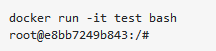 docker run -it test bash
root@e8bb7249b843:/#